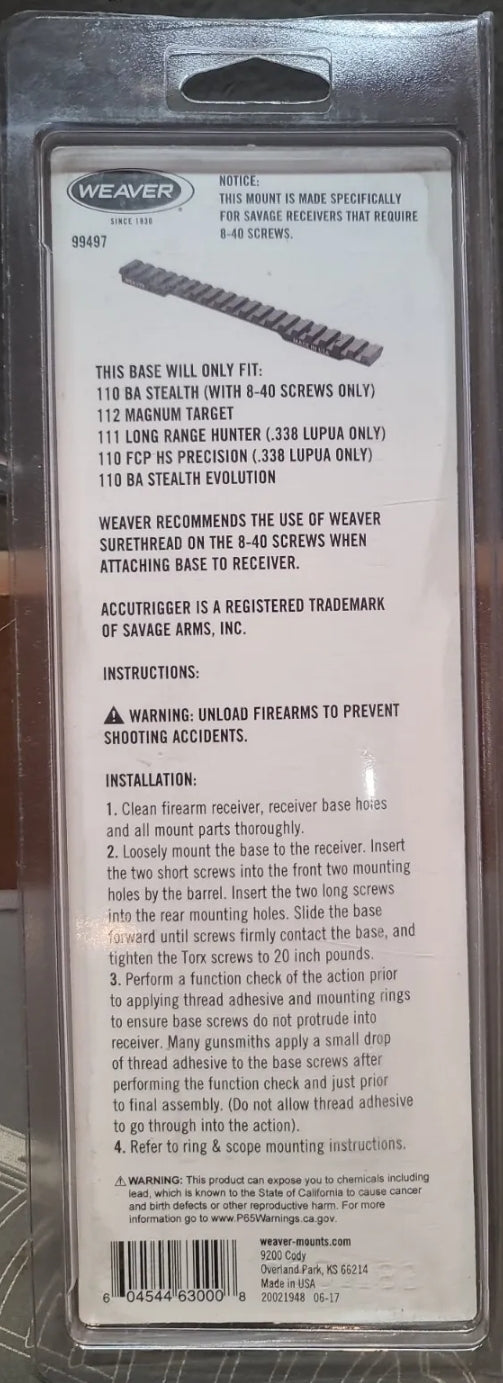 WEAVER
SINCE 1930
99497
NOTICE:
THIS MOUNT IS MADE SPECIFICALLY
FOR SAVAGE RECEIVERS THAT REQUIRE
8-40 SCREWS.
MADE IN USA
THIS BASE WILL ONLY FIT:
110 BA STEALTH (WITH 8-40 SCREWS ONLY)
112 MAGNUM TARGET
111 LONG RANGE HUNTER (.338 LUPUA ONLY)
110 FCP HS PRECISION (.338 LUPUA ONLY)
110 BA STEALTH EVOLUTION
WEAVER RECOMMENDS THE USE OF WEAVER
SURETHREAD ON THE 8-40 SCREWS WHEN
ATTACHING BASE TO RECEIVER.
ACCUTRIGGER IS A REGISTERED TRADEMARK
OF SAVAGE ARMS, INC.
INSTRUCTIONS:
⚠ WARNING: UNLOAD FIREARMS TO PREVENT
SHOOTING ACCIDENTS.
INSTALLATION:
1. Clean firearm receiver, receiver base holes
and all mount parts thoroughly.
2. Loosely mount the base to the receiver. Insert
the two short screws into the front two mounting
holes by the barrel. Insert the two long screws
into the rear mounting holes. Slide the base
forward until screws firmly contact the base, and
tighten the Torx screws to 20 inch pounds.
3. Perform a function check of the action prior
to applying thread adhesive and mounting rings
to ensure base screws do not protrude into
receiver. Many gunsmiths apply a small drop
of thread adhesive to the base screws after
performing the function check and just prior
to final assembly. (Do not allow thread adhesive
to go through into the action).
4. Refer to ring & scope mounting instructions.
⚠ WARNING: This product can expose you to chemicals including
lead, which is known to the State of California to cause cancer
and birth defects or other reproductive harm. For more
information go to www.P65Warnings.ca.gov.
6 04544 63000 8
weaver-mounts.com
9200 Cody
Overland Park, KS 66214
Made in USA
20021948 06-17